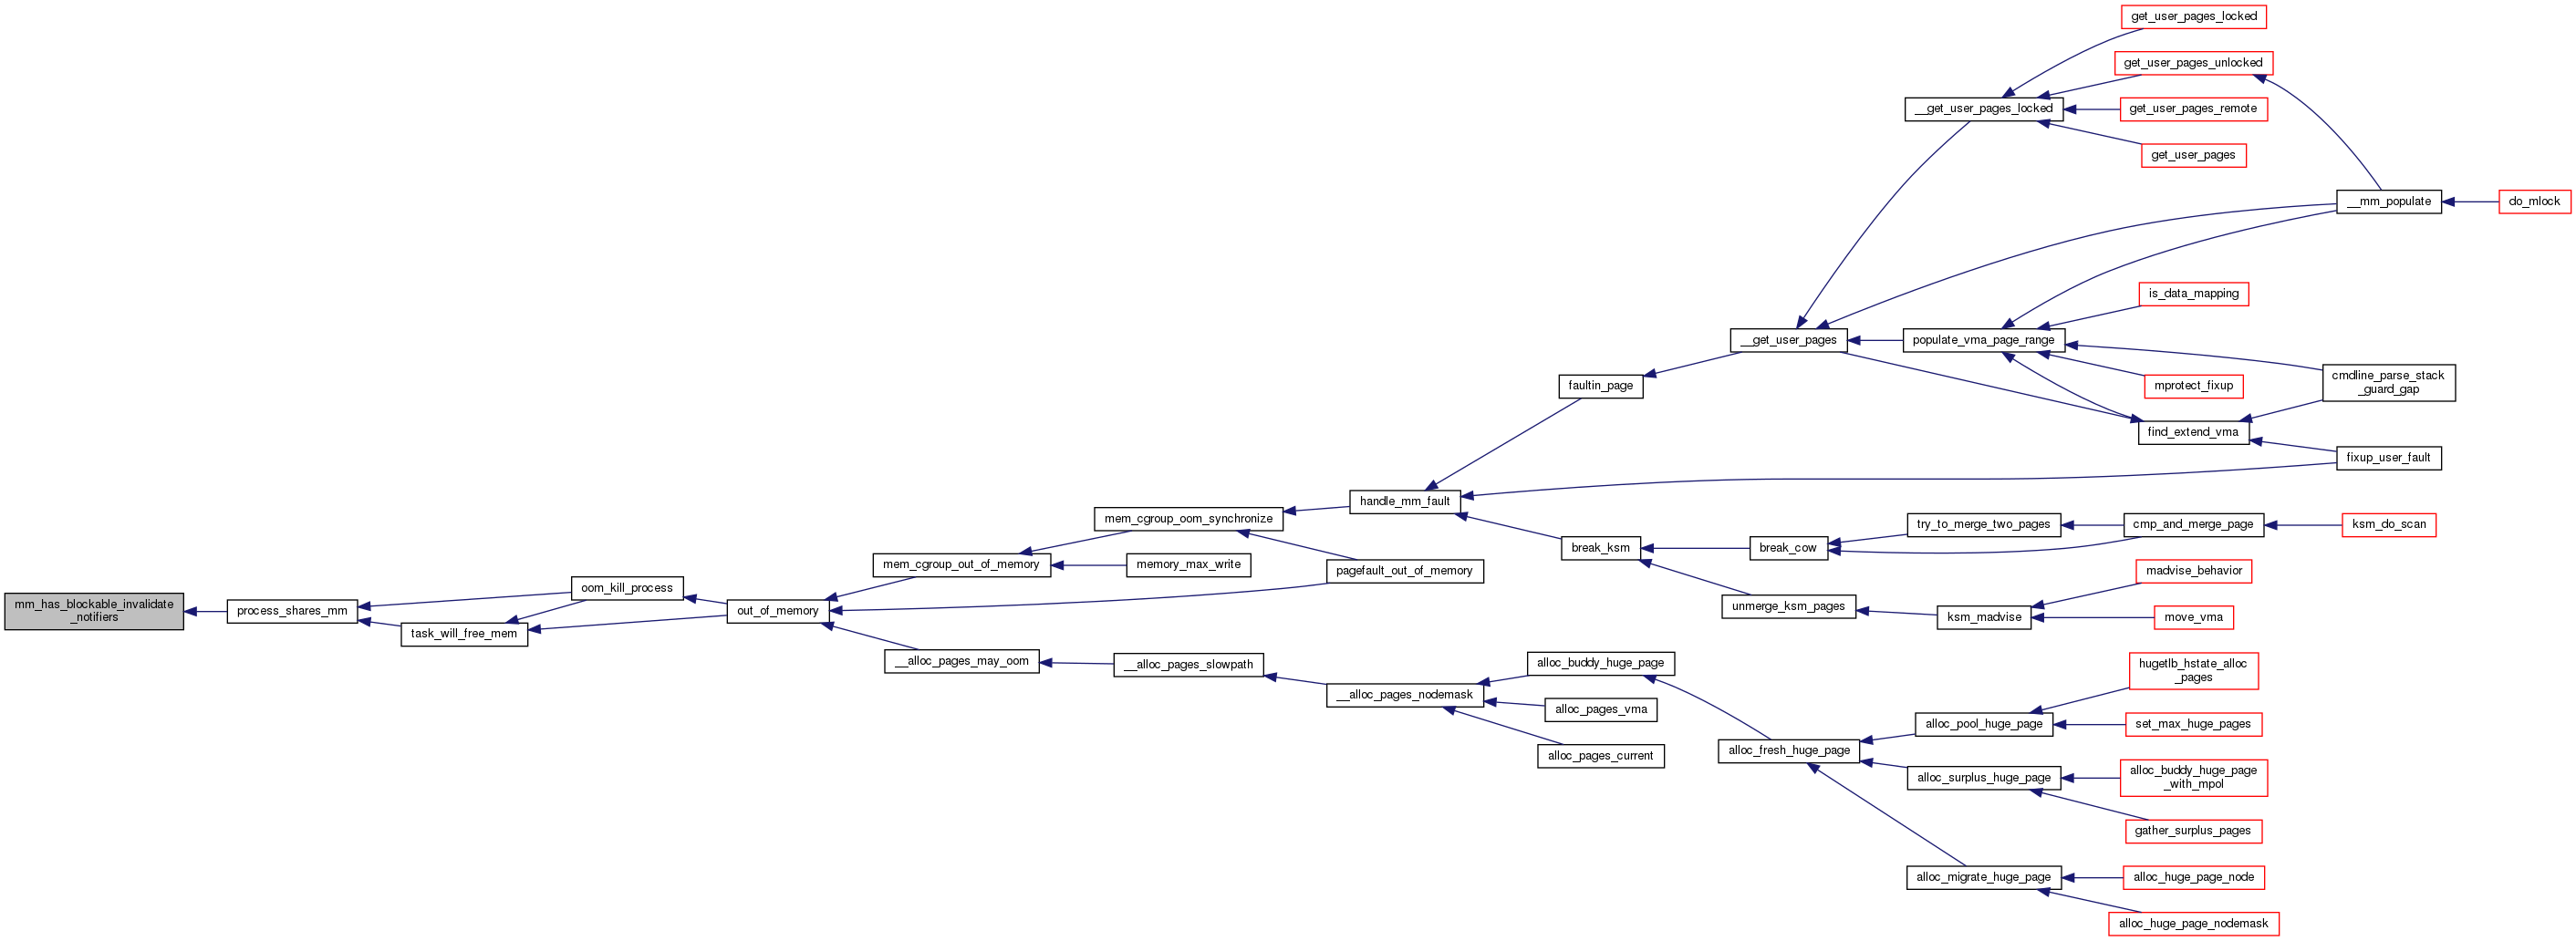 get_user_pages_locked
get_user_pages_unlocked
__get_user_pages_locked
get_user_pages_remote
get_user_pages
__mm_populate
do_mlock
is_data_mapping
__get_user_pages
populate_vma_page_range
cmdline_parse_stack
_guard_gap
faultin_page
mprotect_fixup
find_extend_vma
fixup_user_fault
handle_mm_fault
mem_cgroup_oom_synchronize
try_to_merge_two_pages
cmp_and_merge_page
ksm_do_scan
break_ksm
break_cow
mem_cgroup_out_of_memory
memory_max_write
pagefault_out_of_memory
madvise_behavior
oom_kill_process
mm_has_blockable_invalidate
_notifiers
process_shares_mm
out_of_memory
unmerge_ksm_pages
ksm_madvise
move_vma
task_will_free_mem
__alloc_pages_may_oom
__alloc_pages_slowpath
alloc_buddy_huge_page
hugetlb_hstate_alloc
_pages
__alloc_pages_nodemask
alloc_pages_vma
alloc_pool_huge_page
set_max_huge_pages
alloc_pages_current
alloc_fresh_huge_page
alloc_surplus_huge_page
alloc_buddy_huge_page
_with_mpol
gather_surplus_pages
alloc_migrate_huge_page
alloc_huge_page_node
alloc_huge_page_nodemask